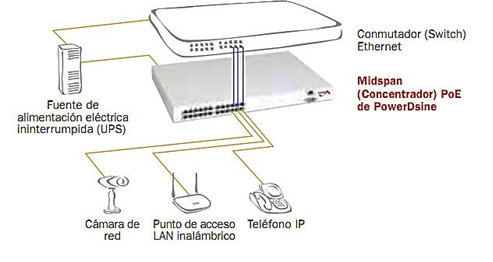 Conmutador (Switch)
Ethernet
Midspan
(Concentrador) PoE
de PowerDsine
Fuente de
alimentación eléctrica
ininterrumpida (UPS)
Cámara de
red
Punto de acceso
LAN inalámbrico
Teléfono IP